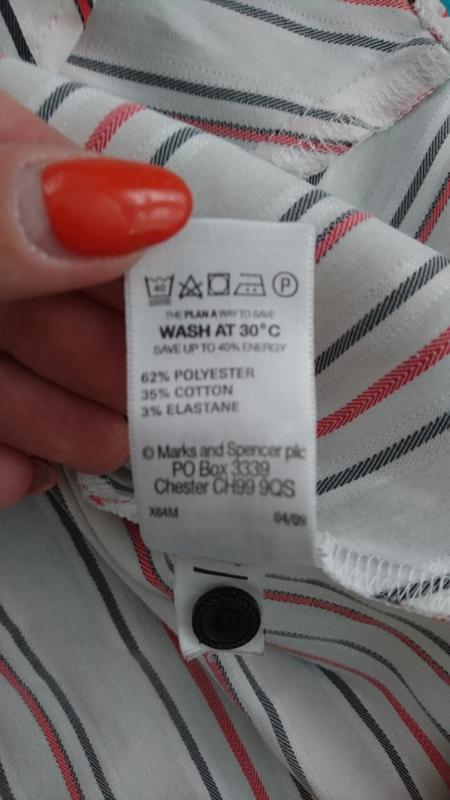 40 P
THE PLAN A WAY TO SAVE
WASH AT 30°C
SAVE UP TO 40% ENERGY
62% POLYESTER
35% COTTON
3% ELASTANE
© Marks and Spencer plc
PO Box 3339
Chester CH99 9QS
X64M 04/09